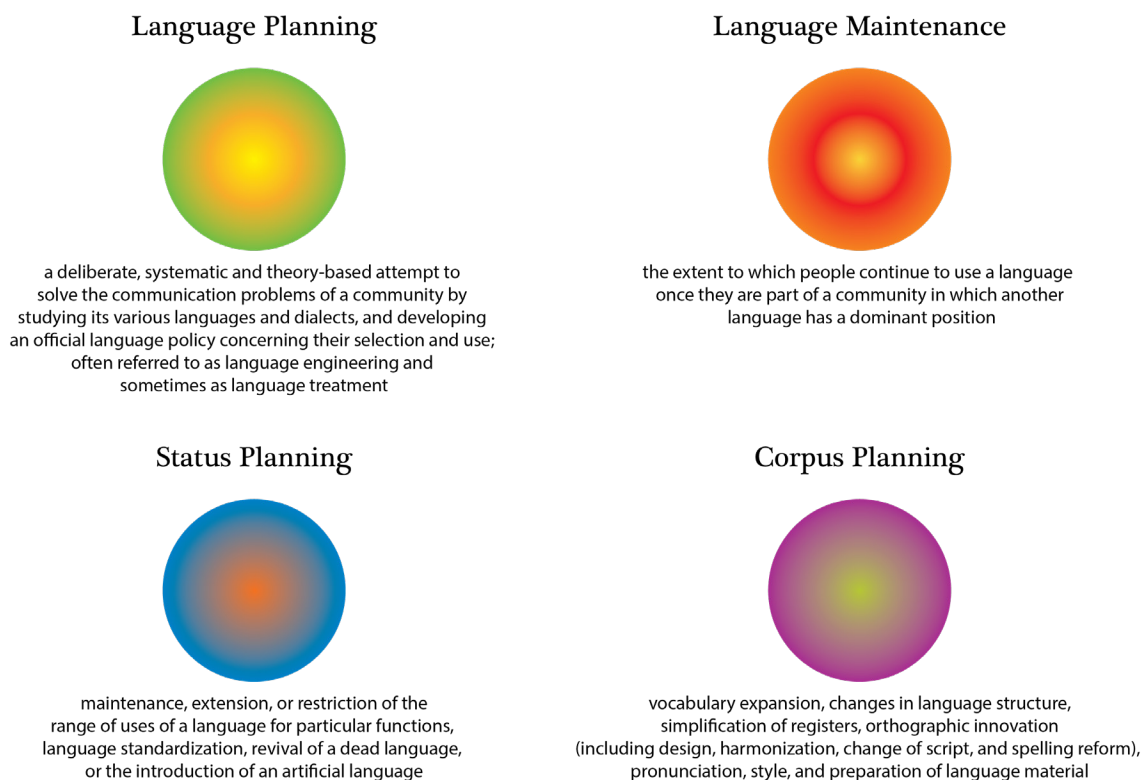 Language Planning
a deliberate, systematic and theory-based attempt to
solve the communication problems of a community by
studying its various languages and dialects, and developing
an official language policy concerning their selection and use;
often referred to as language engineering and
sometimes as language treatment
Language Maintenance
the extent to which people continue to use a language
once they are part of a community in which another
language has a dominant position
Status Planning
maintenance, extension, or restriction of the
range of uses of a language for particular functions,
language standardization, revival of a dead language,
or the introduction of an artificial language
Corpus Planning
vocabulary expansion, changes in language structure,
simplification of registers, orthographic innovation
(including design, harmonization, change of script, and spelling reform),
pronunciation, style, and preparation of language material